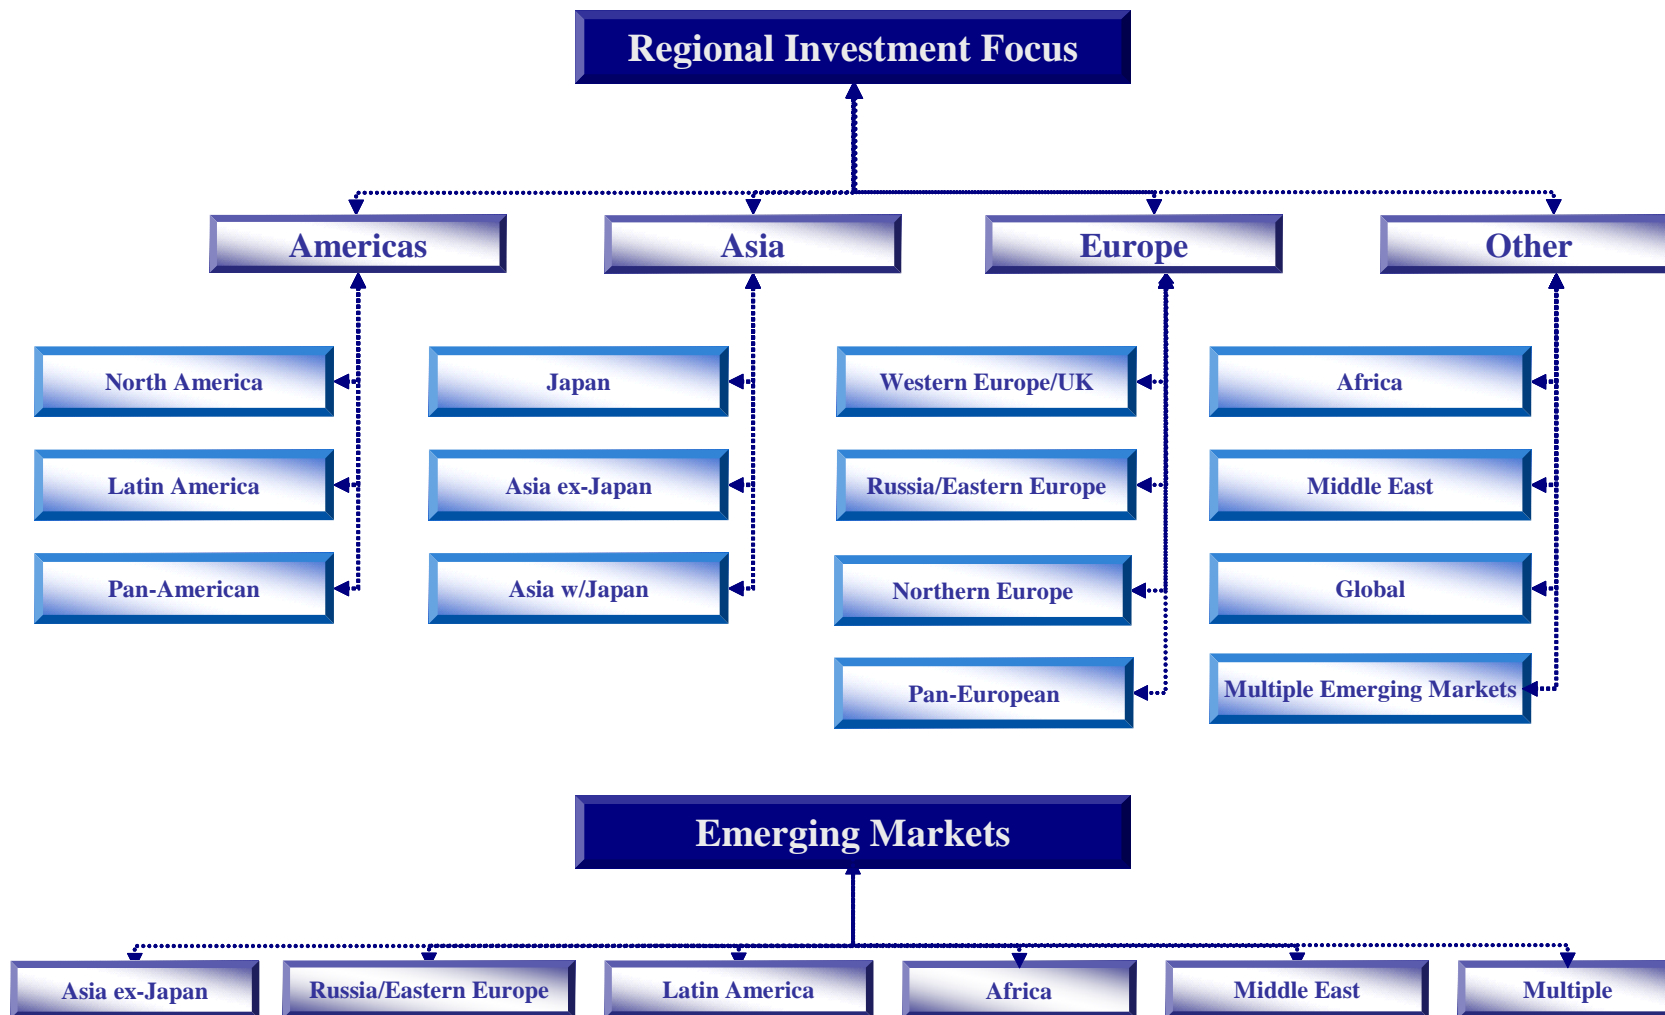 Regional Investment Focus
Americas
Asia
Europe
Other
North America
Japan
Western Europe/UK
Africa
Latin America
Asia ex-Japan
Russia/Eastern Europe
Middle East
Pan-American
Asia w/Japan
Northern Europe
Global
Pan-European
Multiple Emerging Markets
Emerging Markets
Asia ex-Japan
Russia/Eastern Europe
Latin America
Africa
Middle East
Multiple